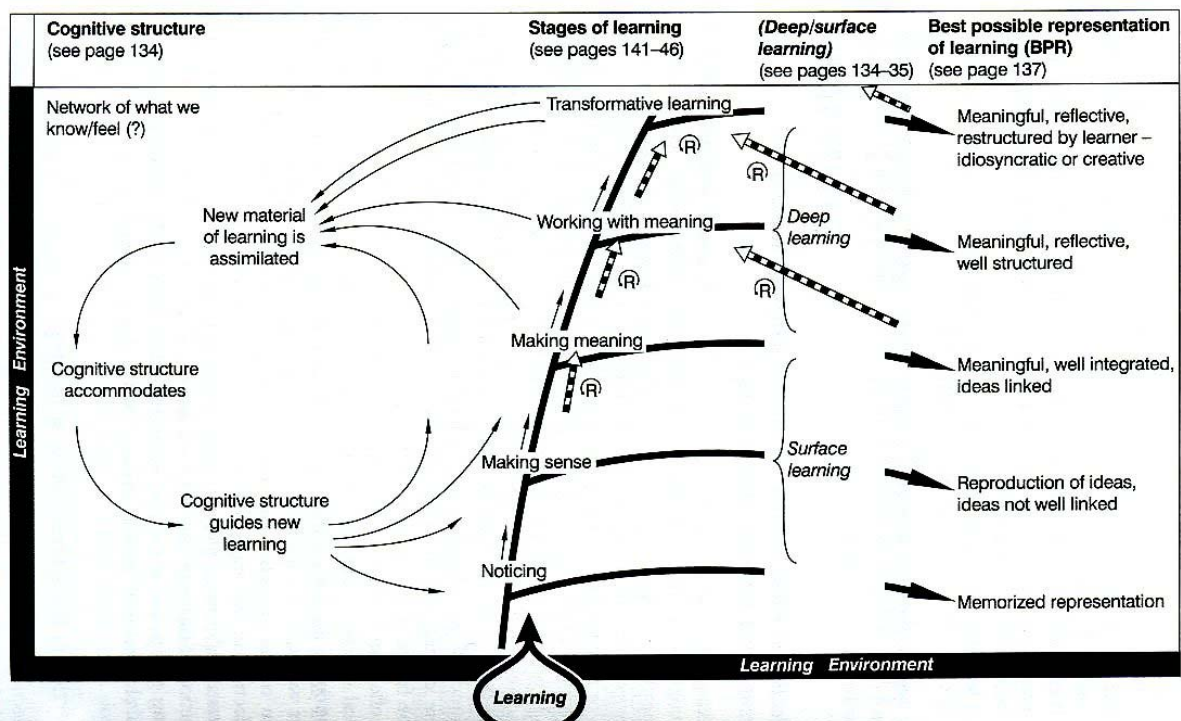 Cognitive structure
(see page 134)
Stages of learning
(see pages 141–46)
(Deep/surface
learning)
(see pages 134–35)
Best possible representation
of learning (BPR)
(see page 137)
Network of what we
know/feel (?)
Transformative learning
Meaningful, reflective,
restructured by learner –
idiosyncratic or creative
R
R
New material
of learning is
assimilated
Working with meaning
Deep
learning
Meaningful, reflective,
well structured
R
R
Making meaning
Cognitive structure
accommodates
Meaningful, well integrated,
ideas linked
R
Making sense
Surface
learning
Reproduction of ideas,
ideas not well linked
Cognitive structure
guides new
learning
Noticing
Memorized representation
Learning Environment
Learning Environment
Learning